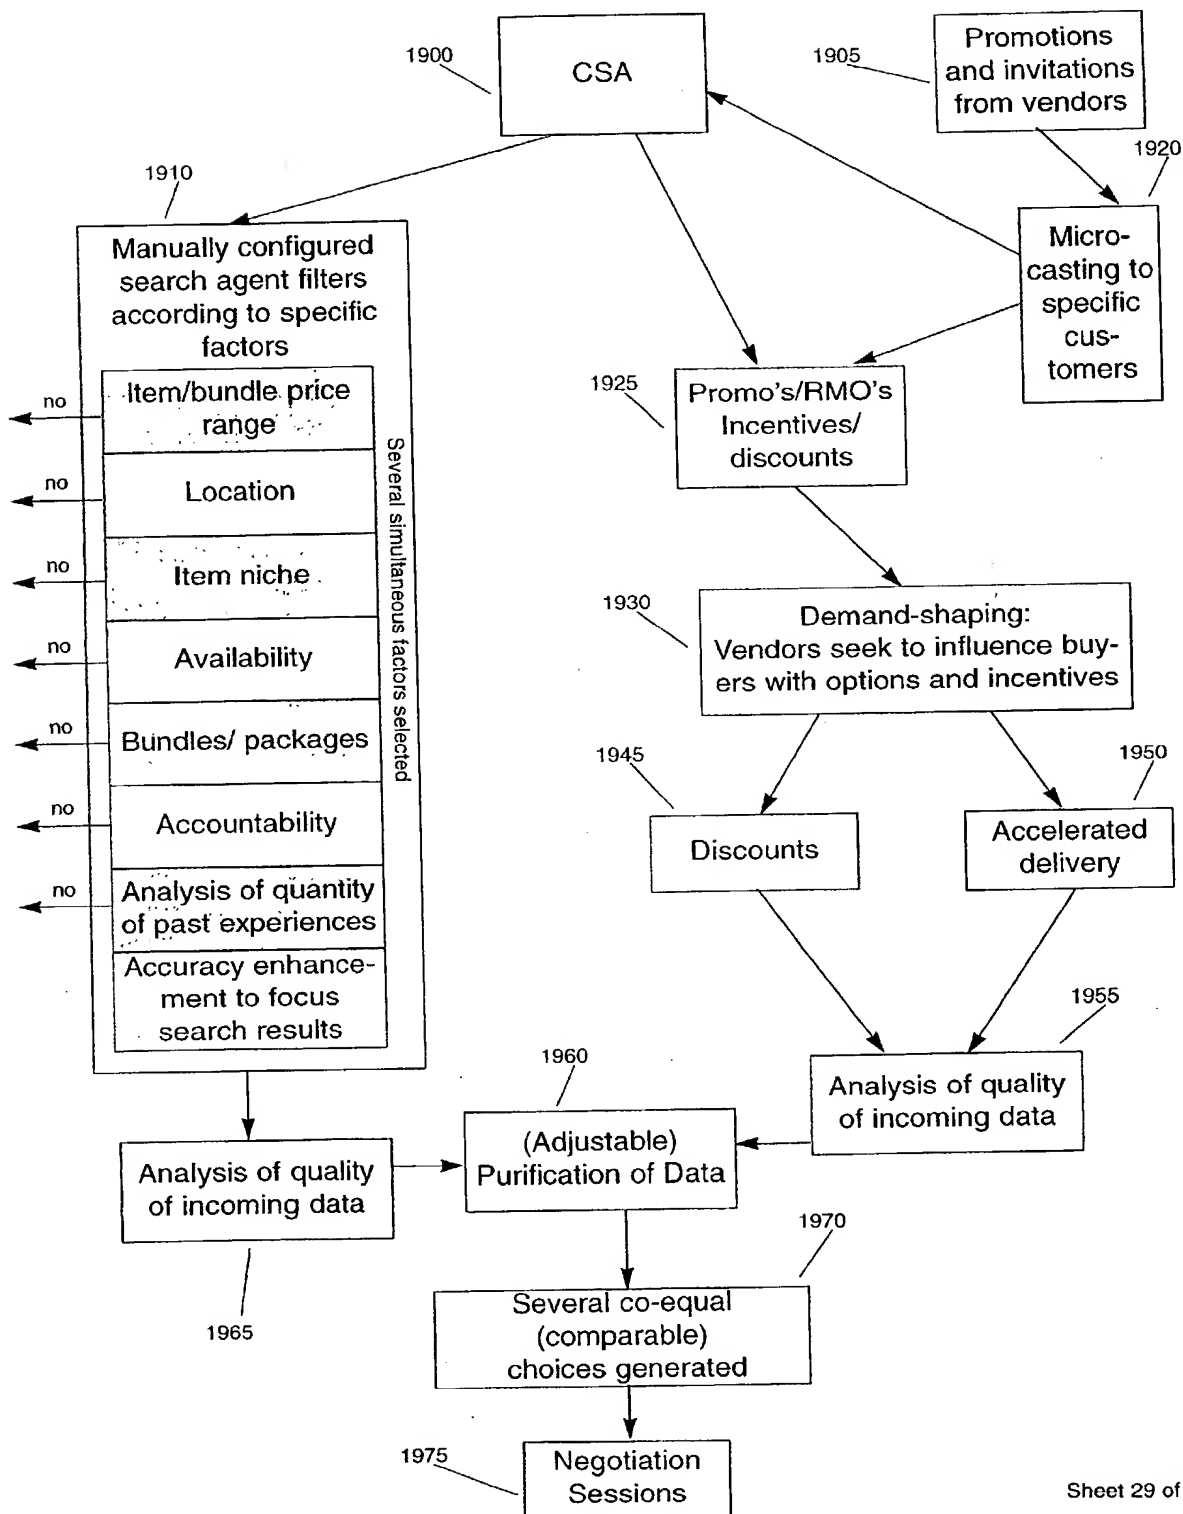 1900
CSA
1905
Promotions
and invitations
from vendors
1920
Micro-
casting to
specific
cus-
tomers
1910
Manually configured
search agent filters
according to specific
factors
no
Item/bundle price
range
no
Location
no
Item niche
no
Availability
no
Bundles/ packages
no
Accountability
no
Analysis of quantity
of past experiences
Accuracy enhance-
ment to focus
search results
Several simultaneous factors selected
1925
Promo's/RMO's
Incentives/
discounts
1930
Demand-shaping:
Vendors seek to influence buy-
ers with options and incentives
1945
Discounts
1950
Accelerated
delivery
1955
Analysis of quality
of incoming data
1960
(Adjustable)
Purification of Data
Analysis of quality
of incoming data
1965
1970
Several co-equal
(comparable)
choices generated
1975
Negotiation
Sessions
Sheet 29 of